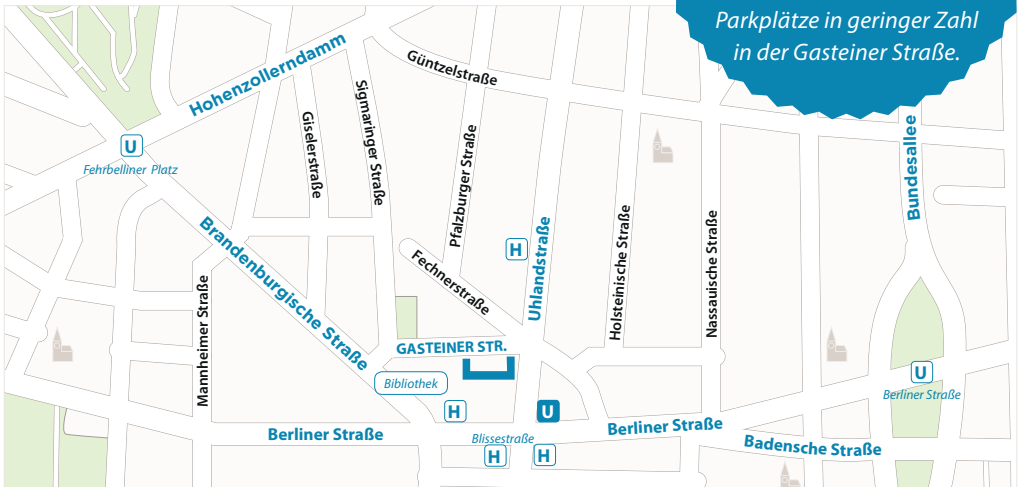 Parkplätze in geringer Zahl
in der Gasteiner Straße.
Hohenzollerndamm
Güntzelstraße
Sigmaringer Straße
Giselerstraße
Bundesallee
U
Fehrbelliner Platz
Pfalzburger Straße
Brandenburgische Straße
H
Uhlandstraße
Holsteinische Straße
Nassauische Straße
Fechnerstraße
Mannheimer Straße
GASTEINER STR.
Bibliothek
U
Berliner Straße
H
U
Berliner Straße
Berliner Straße
Blissestraße
H
H
Badensche Straße